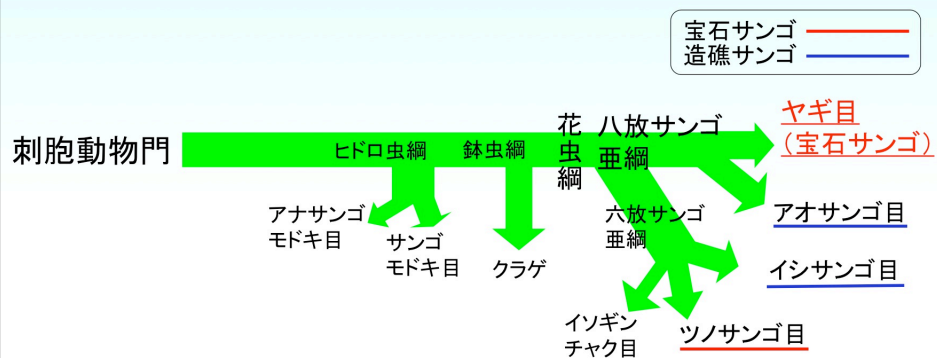 宝石サンゴ
造礁サンゴ
刺胞動物門
ヒドロ虫綱
鉢虫綱
花虫綱
八放サンゴ
亜綱
ヤギ目
(宝石サンゴ)
アナサンゴ
モドキ目
サンゴ
モドキ目
クラゲ
六放サンゴ
亜綱
アオサンゴ目
イシサンゴ目
イソギン
チャク目
ツノサンゴ目